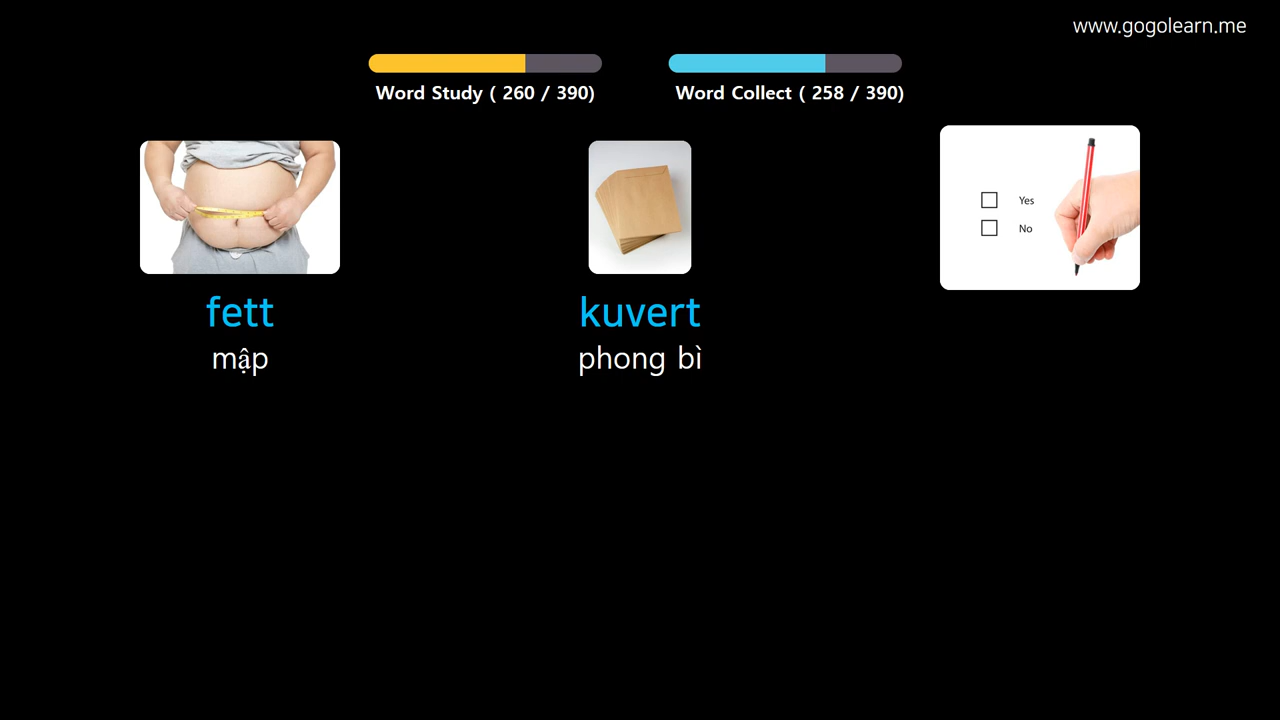 www.gogolearn.me
Word Study ( 260 / 390)
Word Collect ( 258 / 390)
Yes
No
fett
mập
kuvert
phong bì